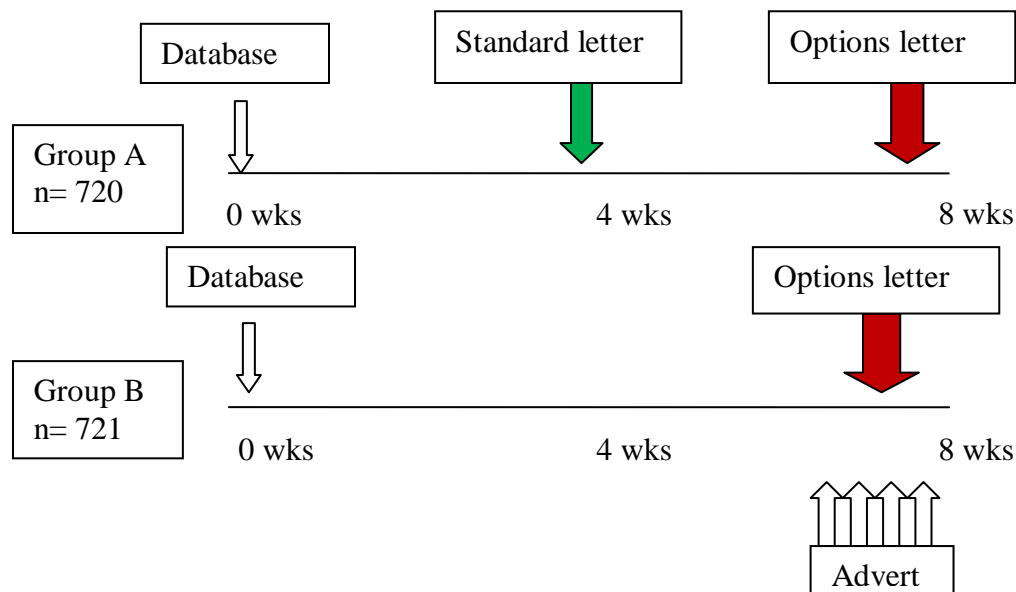 Database
Standard letter
Options letter
Group A
n= 720
0 wks
4 wks
8 wks
Database
Options letter
Group B
n= 721
0 wks
4 wks
8 wks
Advert